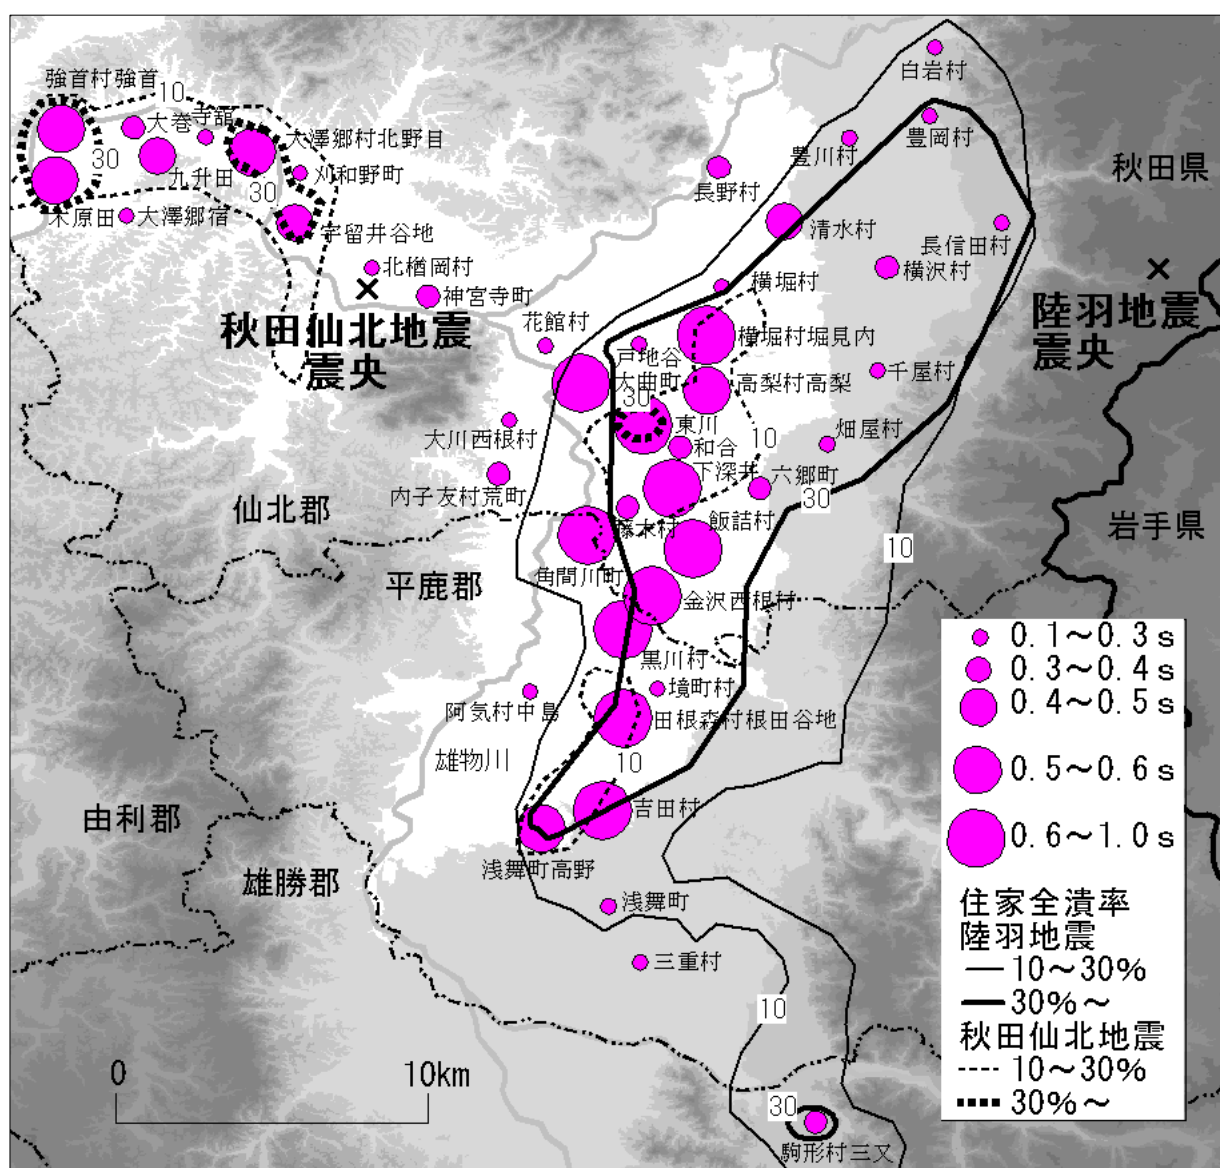 白岩村
強首村強首
10
大巻
寺舘
大澤郷村北野目
豊岡村
豊川村
秋田県
30
九升田
30
刈和野町
長野村
木原田
大澤郷宿
宇留井谷地
清水村
長信田村
北楢岡村
横沢村
神宮寺町
横堀村
秋田仙北地震
震央
陸羽地震
震央
花館村
戸地谷
横堀村堀見内
大曲町
高梨村高梨
千屋村
30
東川
10
畑屋村
大川西根村
和合
下深井
六郷町
内子友村荒町
30
仙北郡
藤木村
飯詰村
岩手県
10
角間川町
平鹿郡
金沢西根村
黒川村
境町村
阿気村中島
田根森村根田谷地
雄物川
10
吉田村
由利郡
浅舞町高野
雄勝郡
浅舞町
三重村
10
0
10km
30
駒形村三又
0.1～0.3s
0.3～0.4s
0.4～0.5s
0.5～0.6s
0.6～1.0s
住家全潰率
陸羽地震
10～30%
30%～
秋田仙北地震
10～30%
30%～